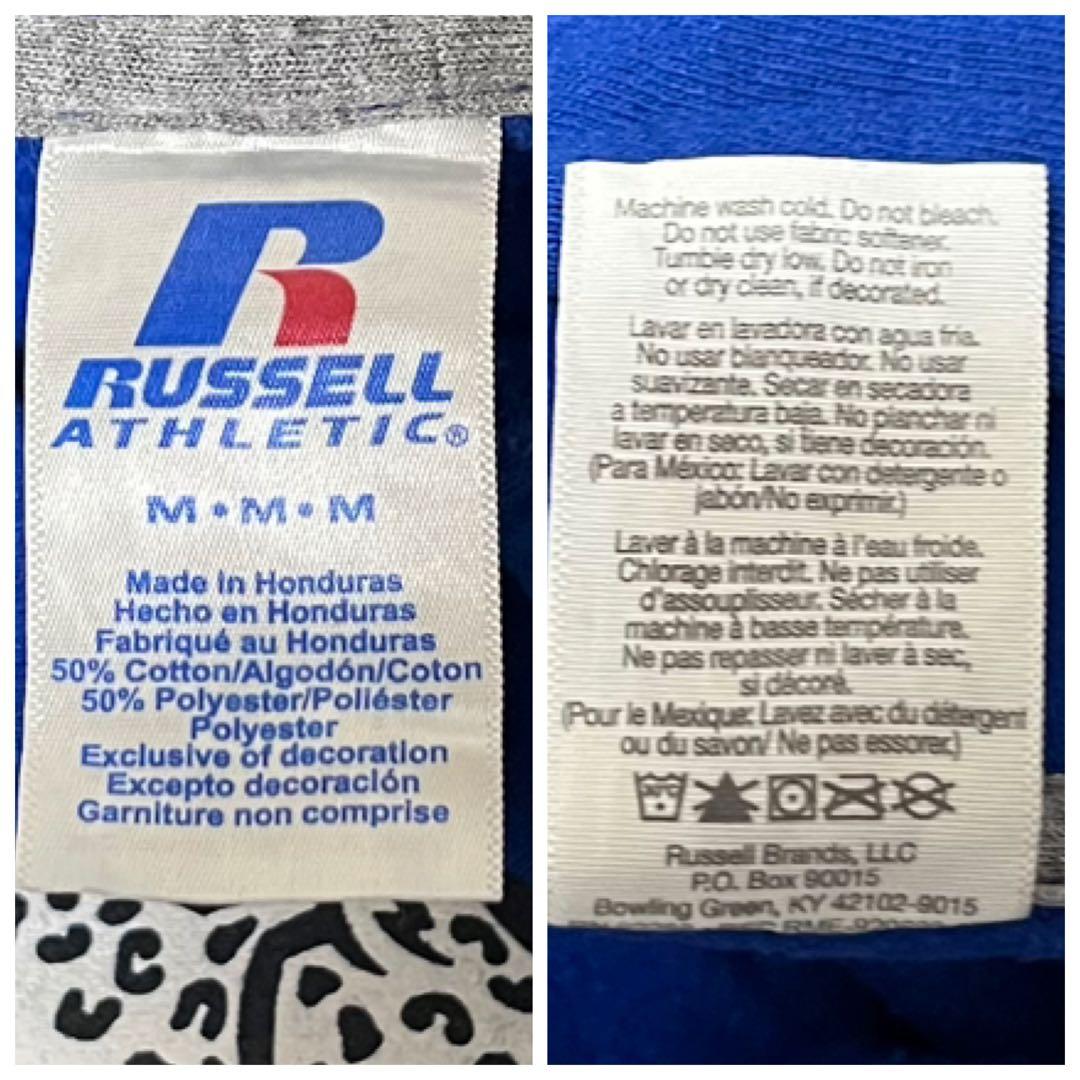 RUSSELL
ATHLETIC®
M • M • M
Made in Honduras
Hecho en Honduras
Fabriqué au Honduras
50% Cotton/Algodón/Coton
50% Polyester/Poliéster
Polyester
Exclusive of decoration
Excepto decoración
Garniture non comprise
Machine wash cold. Do not bleach.
Do not use fabric softener.
Tumble dry low. Do not iron
or dry clean, if decorated.
Lavar en lavadora con agua fria.
No usar blanqueador. No usar
suavizante. Secar en secadora
a temperatura baja. No planchar ni
lavar en seco, si tiene decoración.
(Para México: Lavar con detergente o
jabón/No exprimir.)
Laver à la machine à l'eau froide.
Chlorage interdit. Ne pas utiliser
d'assouplisseur. Sécher à la
machine à basse température.
Ne pas repasser ni laver à sec,
si décoré.
(Pour le Mexique: Lavez avec du détergent
ou du savon/ Ne pas essorer.)
30°C
Russell Brands, LLC
P.O. Box 90015
Bowling Green, KY 42102-9015